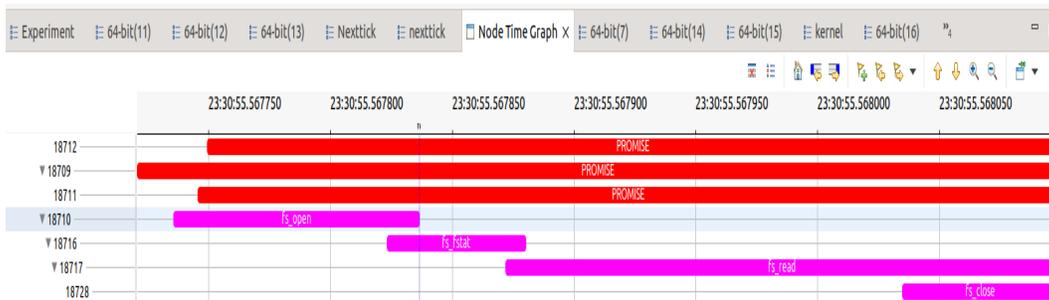 Experiment 64-bit(11) 64-bit(12) 64-bit(13) Nexttick nexttick Node Time Graph 64-bit(7) 64-bit(14) 64-bit(15) kernel 64-bit(16) »4
23:30:55.567750 23:30:55.567800 23:30:55.567850 23:30:55.567900 23:30:55.567950 23:30:55.568000 23:30:55.568050
18712 PROMISE
18709 PROMISE
18711 PROMISE
18710 fs_open
18716 fs_fstat
18717 fs_read
18728 fs_close